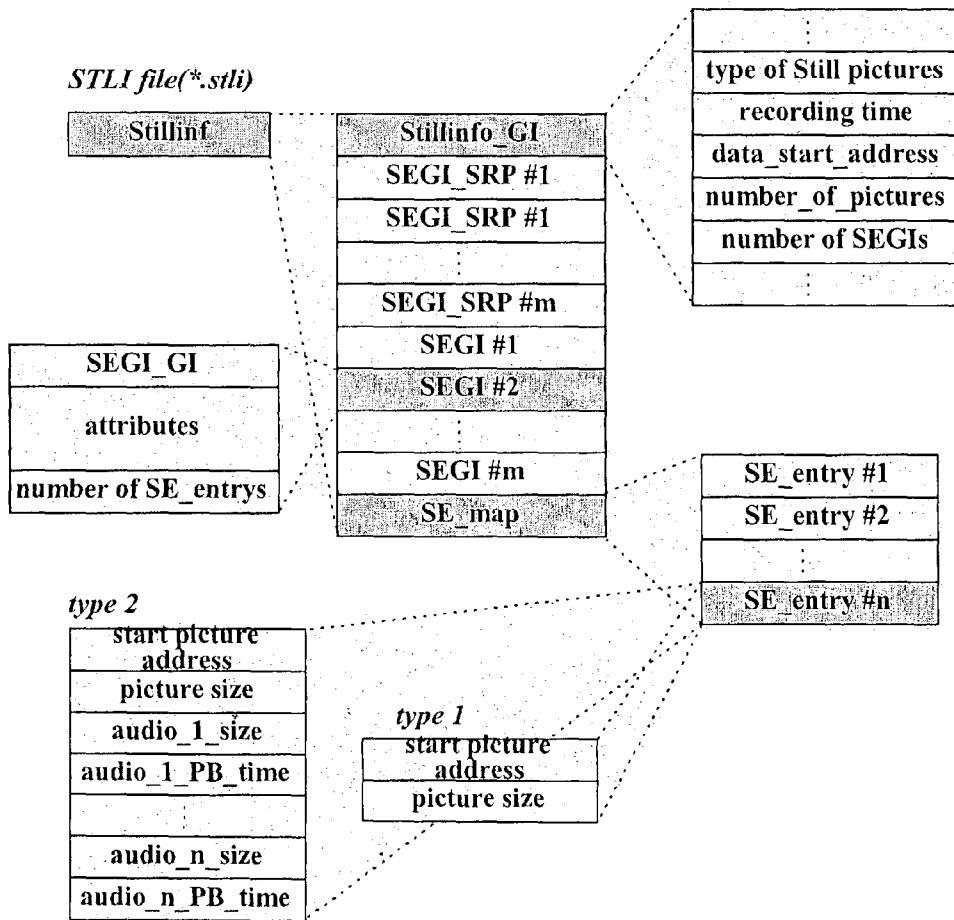 STLI file(*.stli)
Stillinf
Stillinfo_GI
SEGI_SRP #1
SEGI_SRP #1
SEGI_SRP #m
SEGI #1
SEGI #2
SEGI #m
SE_map
type of Still pictures
recording time
data_start_address
number_of_pictures
number of SEGIs
SEGI_GI
attributes
number of SE_entrys
SE_entry #1
SE_entry #2
SE_entry #n
type 2
start picture
address
picture size
audio_1_size
audio_1_PB_time
audio_n_size
audio_n_PB_time
type 1
start picture
address
picture size